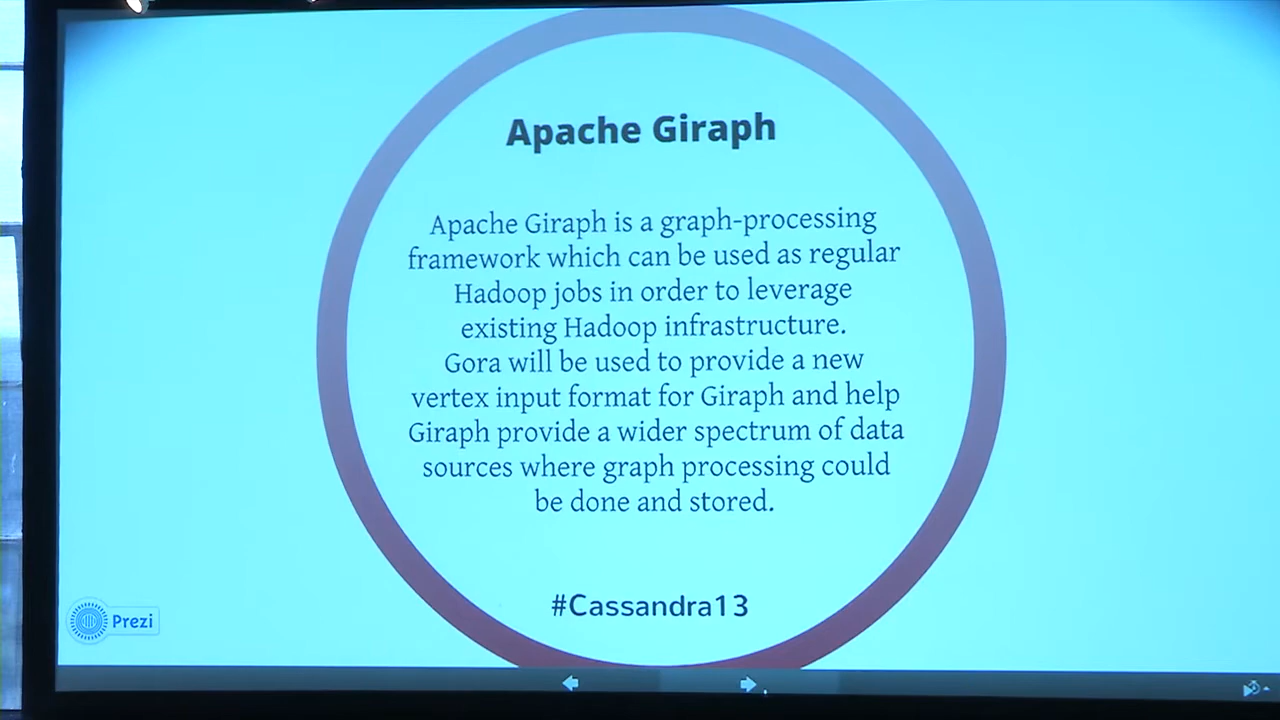 Apache Giraph
Apache Giraph is a graph-processing
framework which can be used as regular
Hadoop jobs in order to leverage
existing Hadoop infrastructure.
Gora will be used to provide a new
vertex input format for Giraph and help
Giraph provide a wider spectrum of data
sources where graph processing could
be done and stored.
#Cassandra13
Prezi